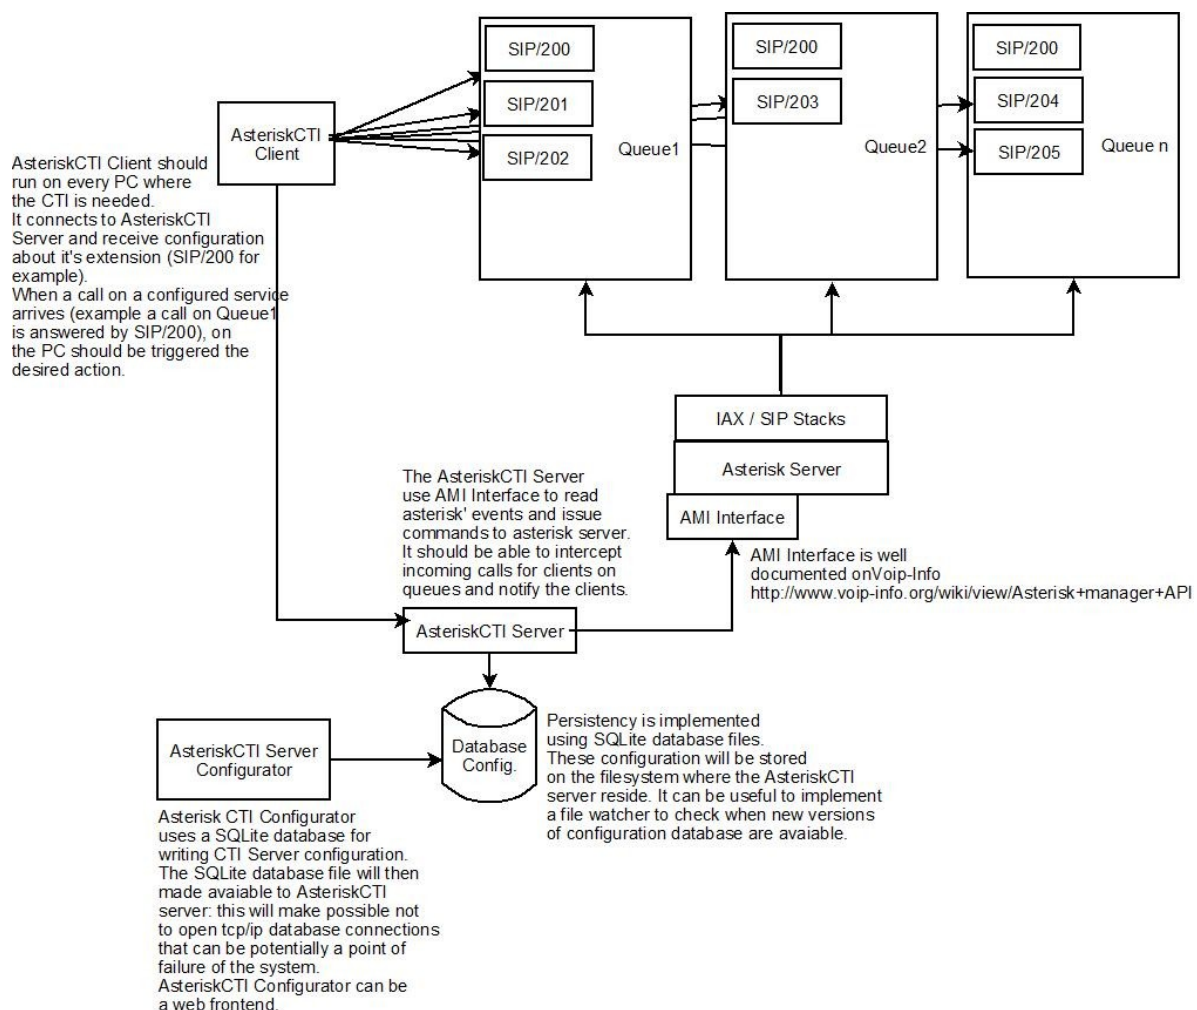 SIP/200
SIP/201
SIP/202
Queue1
SIP/200
SIP/203
Queue2
SIP/200
SIP/204
SIP/205
Queue n
AsteriskCTI
Client
AsteriskCTI Client should
run on every PC where
the CTI is needed.
It connects to AsteriskCTI
Server and receive configuration
about it's extension (SIP/200 for
example).
When a call on a configured service
arrives (example a call on Queue1
is answered by SIP/200), on
the PC should be triggered the
desired action.
IAX / SIP Stacks
Asterisk Server
AMI Interface
The AsteriskCTI Server
use AMI Interface to read
asterisk' events and issue
commands to asterisk server.
It should be able to intercept
incoming calls for clients on
queues and notify the clients.
AMI Interface is well
documented onVoip-Info
http://www.voip-info.org/wiki/view/Asterisk+manager+API
AsteriskCTI Server
AsteriskCTI Server
Configurator
Database
Config.
Persistency is implemented
using SQLite database files.
These configuration will be stored
on the filesystem where the AsteriskCTI
server reside. It can be useful to implement
a file watcher to check when new versions
of configuration database are avaiable.
Asterisk CTI Configurator
uses a SQLite database for
writing CTI Server configuration.
The SQLite database file will then
made avaiable to AsteriskCTI
server: this will make possible not
to open tcp/ip database connections
that can be potentially a point of
failure of the system.
AsteriskCTI Configurator can be
a web frontend.